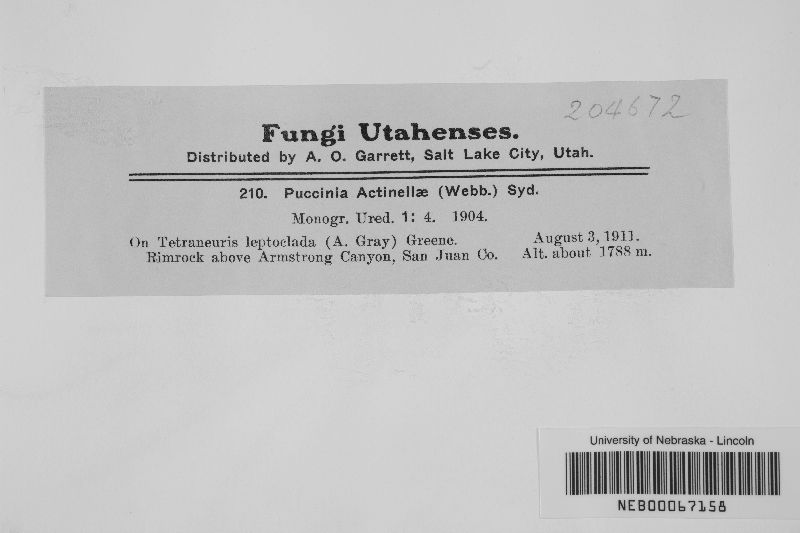 204672
Fungi Utahenses.
Distributed by A. O. Garrett, Salt Lake City, Utah.
210. Puccinia Actinellæ (Webb.) Syd.
Monogr. Ured. 1: 4. 1904.
On Tetraneuris leptoclada (A. Gray) Greene. August 3, 1911.
Rimrock above Armstrong Canyon, San Juan Co. Alt. about 1788 m.
University of Nebraska - Lincoln
NEB00067158